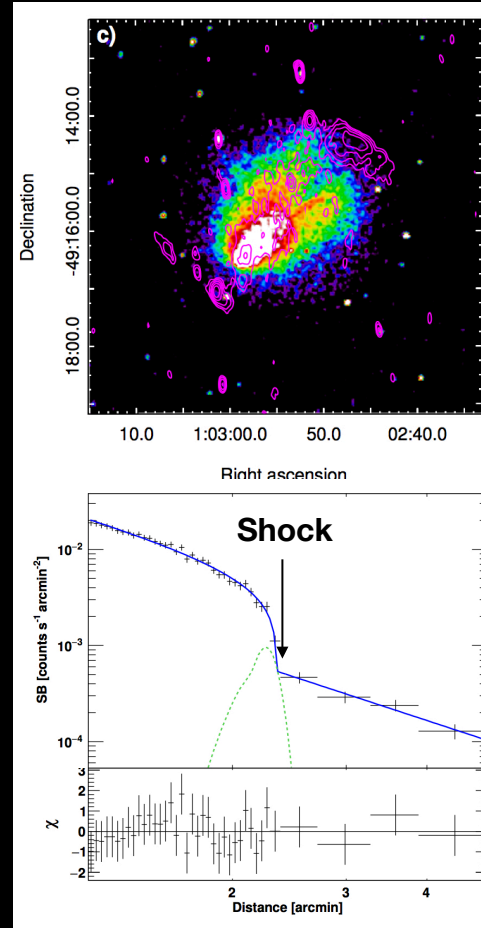 c)
Declination
14:00.0
-49:16:00.0
18:00.0
10.0 1:03:00.0 50.0 02:40.0
Right ascension
Shock
SB [counts s⁻¹ arcmin⁻²]
10⁻²
10⁻³
10⁻⁴
χ
3
2
1
0
−1
−2
2 3 4
Distance [arcmin]